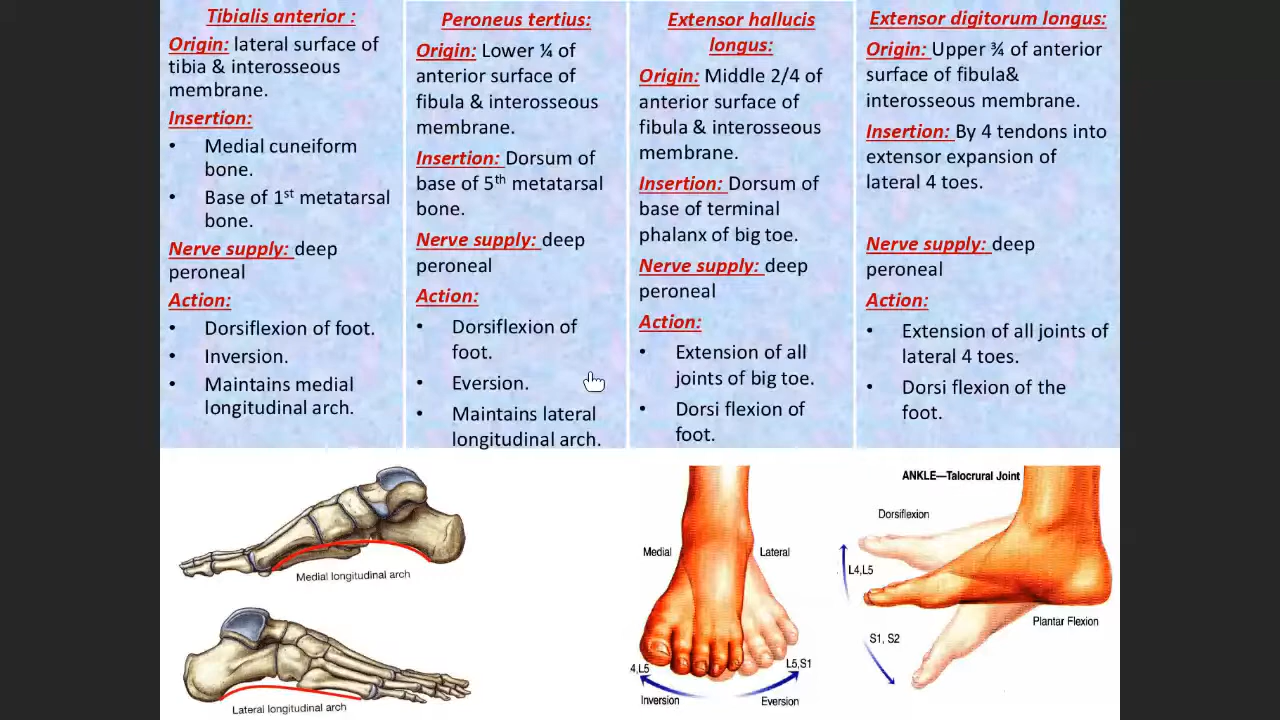 Tibialis anterior :
Origin: lateral surface of
tibia & interosseous
membrane.
Insertion:
• Medial cuneiform
bone.
• Base of 1st metatarsal
bone.
Nerve supply: deep
peroneal
Action:
• Dorsiflexion of foot.
• Inversion.
• Maintains medial
longitudinal arch.
Peroneus tertius:
Origin: Lower ¼ of
anterior surface of
fibula & interosseous
membrane.
Insertion: Dorsum of
base of 5th metatarsal
bone.
Nerve supply: deep
peroneal
Action:
• Dorsiflexion of
foot.
• Eversion.
• Maintains lateral
longitudinal arch.
Extensor hallucis
longus:
Origin: Middle 2/4 of
anterior surface of
fibula & interosseous
membrane.
Insertion: Dorsum of
base of terminal
phalanx of big toe.
Nerve supply: deep
peroneal
Action:
• Extension of all
joints of big toe.
• Dorsi flexion of
foot.
Extensor digitorum longus:
Origin: Upper ¾ of anterior
surface of fibula&
interosseous membrane.
Insertion: By 4 tendons into
extensor expansion of
lateral 4 toes.
Nerve supply: deep
peroneal
Action:
• Extension of all joints of
lateral 4 toes.
• Dorsi flexion of the
foot.
Medial longitudinal arch
Lateral longitudinal arch
Medial
Lateral
4,L5
L5,S1
Inversion
Eversion
ANKLE—Talocrural Joint
Dorsiflexion
L4,L5
Plantar Flexion
S1, S2